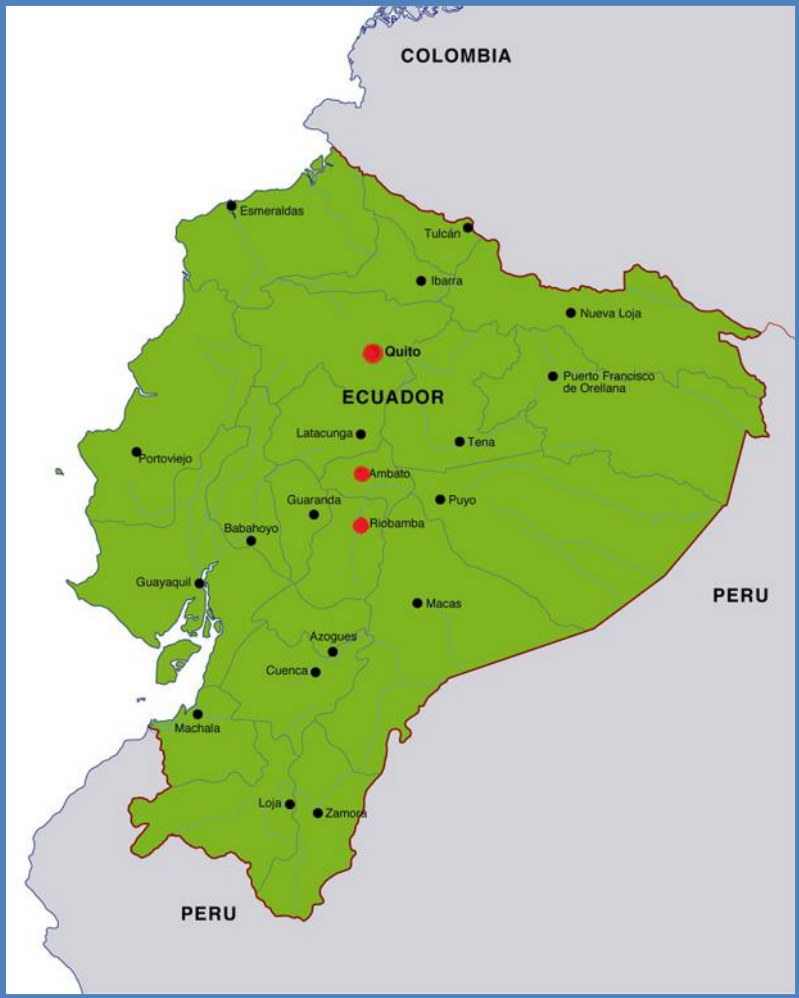 COLOMBIA
Esmeraldas
Tulcán
Ibarra
Nueva Loja
Quito
Puerto Francisco
de Orellana
ECUADOR
Latacunga
Tena
Portoviejo
Ambato
Guaranda
Puyo
Riobamba
Babahoyo
Guayaquil
PERU
Macas
Azogues
Cuenca
Machala
Loja
Zamora
PERU